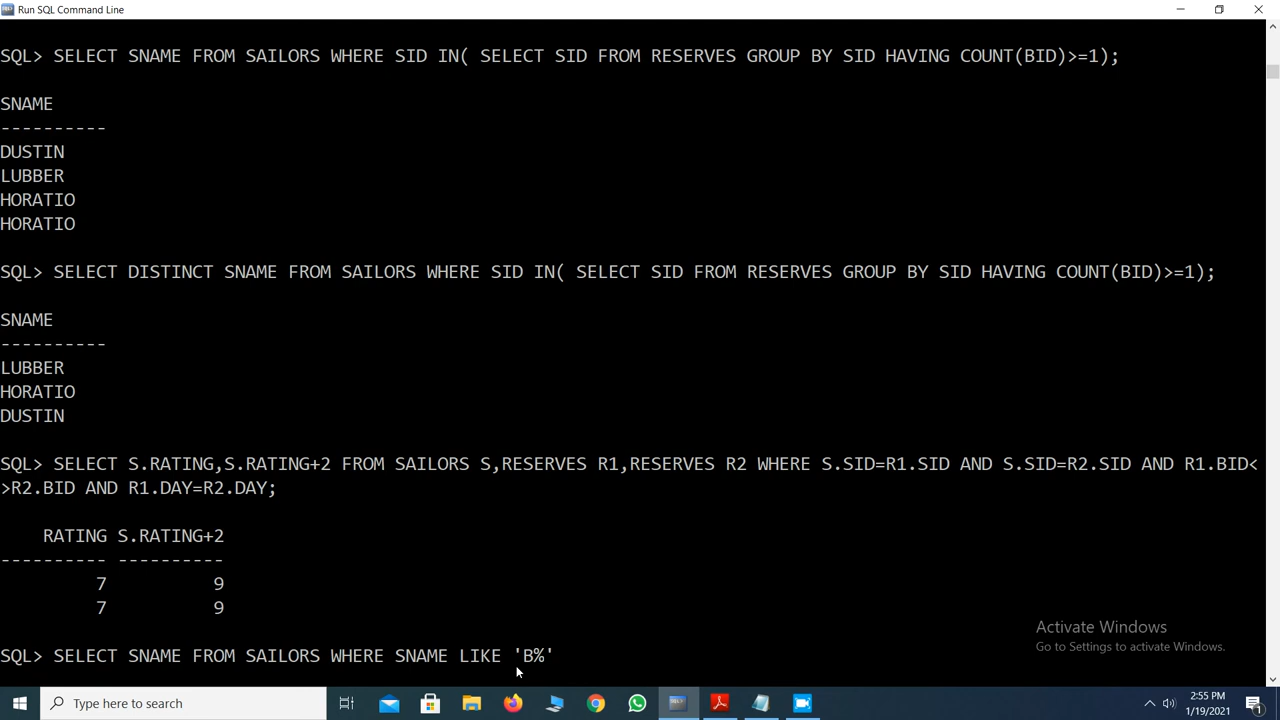 Run SQL Command Line
SQL> SELECT SNAME FROM SAILORS WHERE SID IN( SELECT SID FROM RESERVES GROUP BY SID HAVING COUNT(BID)>=1);
SNAME
----------
DUSTIN
LUBBER
HORATIO
HORATIO
SQL> SELECT DISTINCT SNAME FROM SAILORS WHERE SID IN( SELECT SID FROM RESERVES GROUP BY SID HAVING COUNT(BID)>=1);
SNAME
----------
LUBBER
HORATIO
DUSTIN
SQL> SELECT S.RATING,S.RATING+2 FROM SAILORS S,RESERVES R1,RESERVES R2 WHERE S.SID=R1.SID AND S.SID=R2.SID AND R1.BID<
>R2.BID AND R1.DAY=R2.DAY;
RATING S.RATING+2
---------- ----------
7 9
7 9
SQL> SELECT SNAME FROM SAILORS WHERE SNAME LIKE 'B%'
Activate Windows
Go to Settings to activate Windows.
Type here to search
2:55 PM
1/19/2021
1